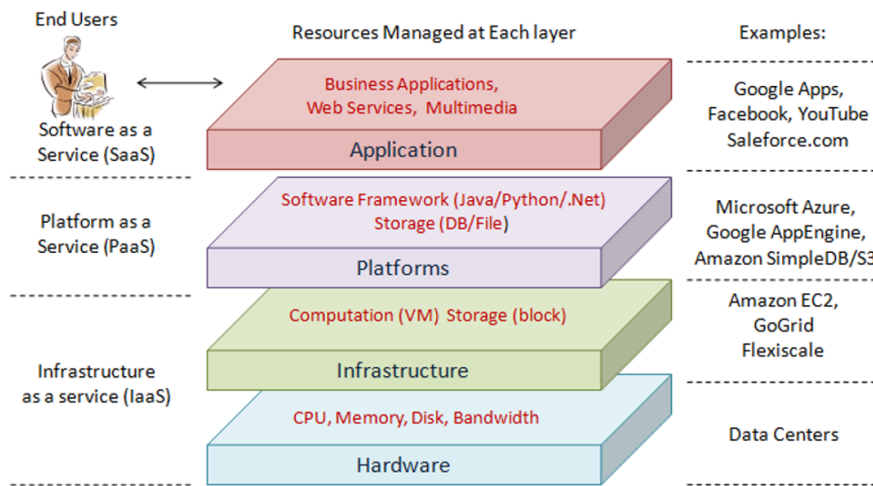 End Users
Resources Managed at Each layer
Examples:
Software as a
Service (SaaS)
Business Applications,
Web Services, Multimedia
Application
Google Apps,
Facebook, YouTube
Saleforce.com
Platform as a
Service (PaaS)
Software Framework (Java/Python/.Net)
Storage (DB/File)
Platforms
Microsoft Azure,
Google AppEngine,
Amazon SimpleDB/S3
Infrastructure
as a service (IaaS)
Computation (VM) Storage (block)
Infrastructure
Amazon EC2,
GoGrid
Flexiscale
CPU, Memory, Disk, Bandwidth
Hardware
Data Centers